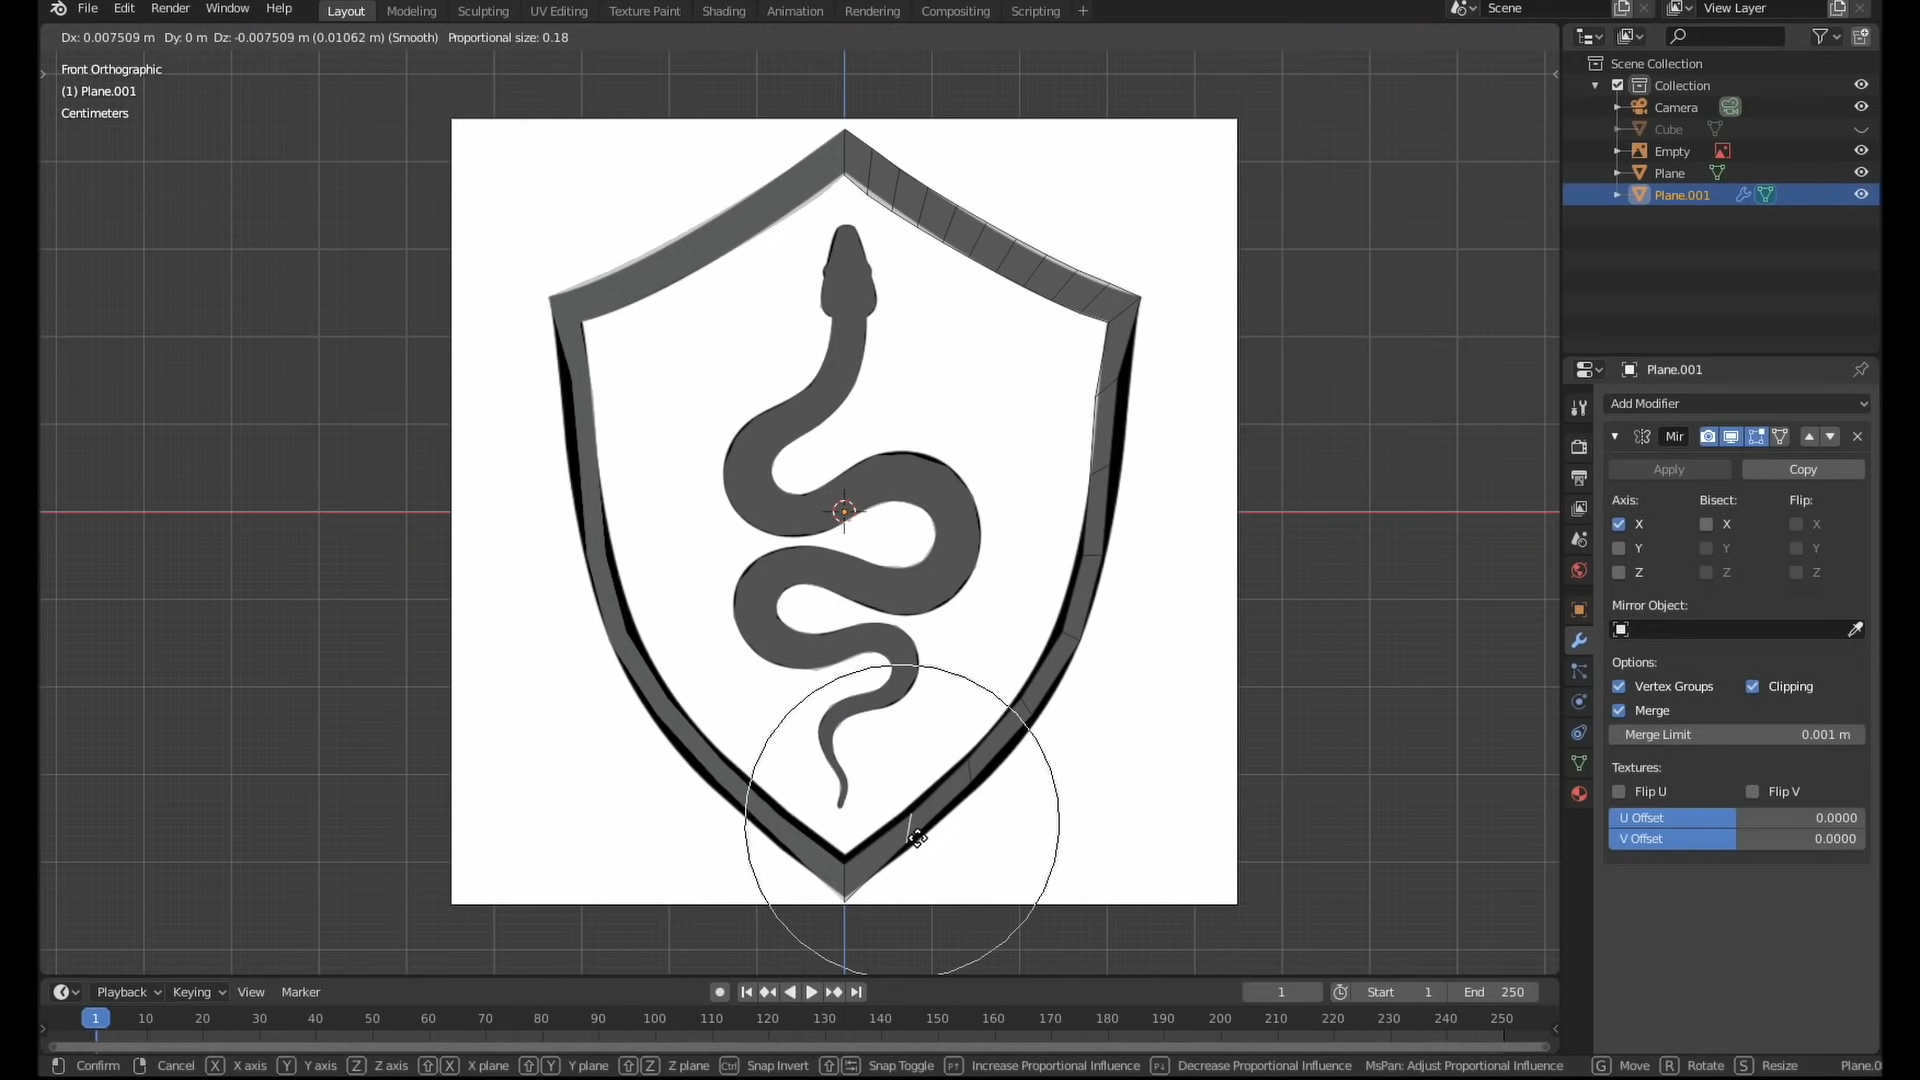 File Edit Render Window Help Layout Modeling Sculpting UV Editing Texture Paint Shading Animation Rendering Compositing Scripting + Scene View Layer
Dx: 0.007509 m Dy: 0 m Dz: -0.007509 m (0.01062 m) (Smooth) Proportional size: 0.18
Front Orthographic
(1) Plane.001
Centimeters
Scene Collection
Collection
Camera
Cube
Empty
Plane
Plane.001
Plane.001
Add Modifier
Mir
Apply Copy
Axis: Bisect: Flip:
X X X
Y Y Y
Z Z Z
Mirror Object:
Options:
Vertex Groups Clipping
Merge
Merge Limit 0.001 m
Textures:
Flip U Flip V
U Offset 0.0000
V Offset 0.0000
Playback Keying View Marker 1 Start 1 End 250
1 10 20 30 40 50 60 70 80 90 100 110 120 130 140 150 160 170 180 190 200 210 220 230 240 250
Confirm Cancel X X axis Y Y axis Z Z axis X X plane Y Y plane Z Z plane Ctrl Snap Invert Snap Toggle Increase Proportional Influence Decrease Proportional Influence MsPan: Adjust Proportional Influence G Move R Rotate S Resize